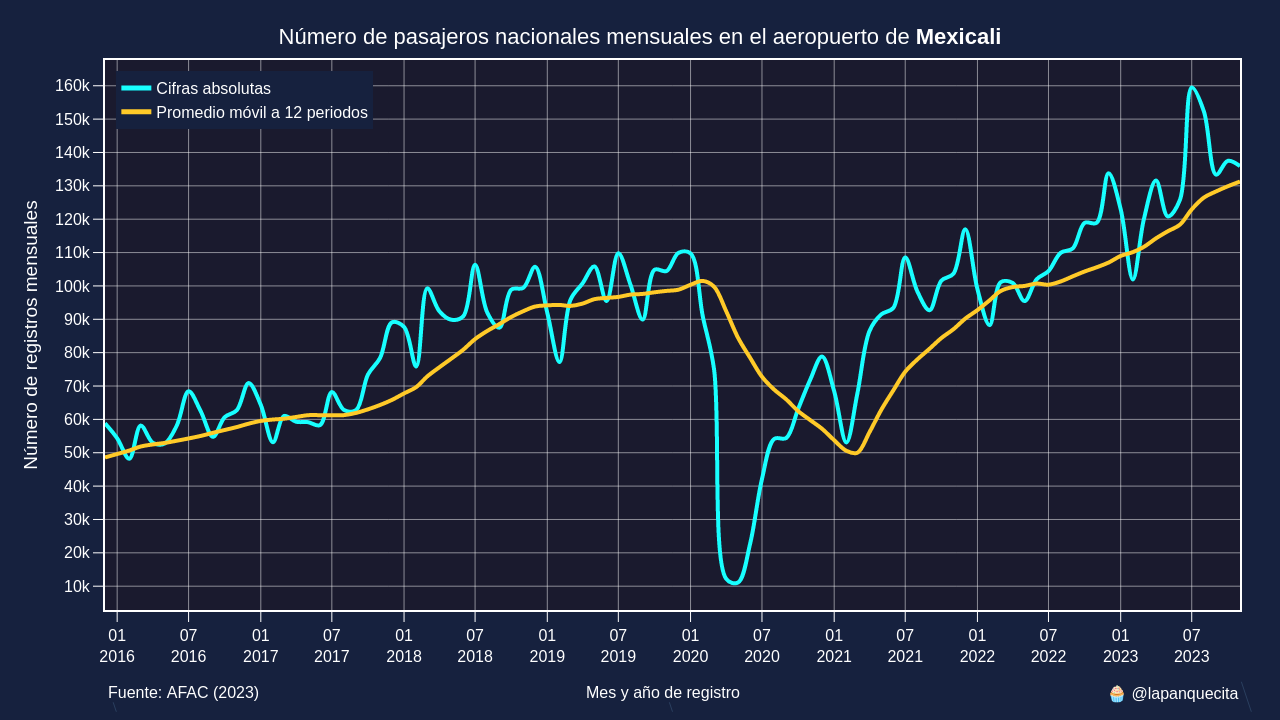 Número de pasajeros nacionales mensuales en el aeropuerto de Mexicali
Cifras absolutas
Promedio móvil a 12 periodos
Número de registros mensuales
160k
150k
140k
130k
120k
110k
100k
90k
80k
70k
60k
50k
40k
30k
20k
10k
01 07 01 07 01 07 01 07 01 07 01 07 01 07 01 07
2016 2016 2017 2017 2018 2018 2019 2019 2020 2020 2021 2021 2022 2022 2023 2023
Fuente: AFAC (2023) Mes y año de registro 🧁 @lapanquecita